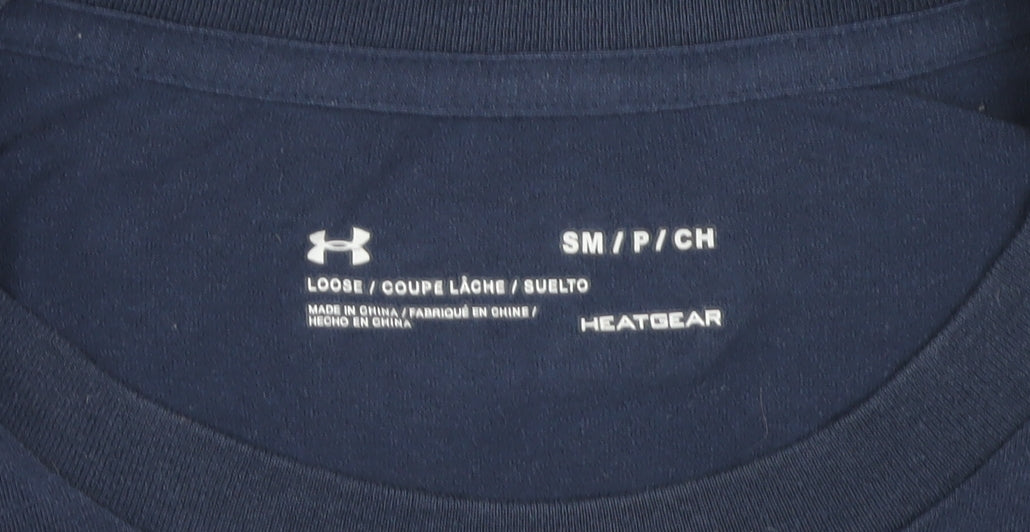 SM / P / CH
LOOSE / COUPE LÂCHE / SUELTO
MADE IN CHINA / FABRIQUÉ EN CHINE /
HECHO EN CHINA
HEATGEAR